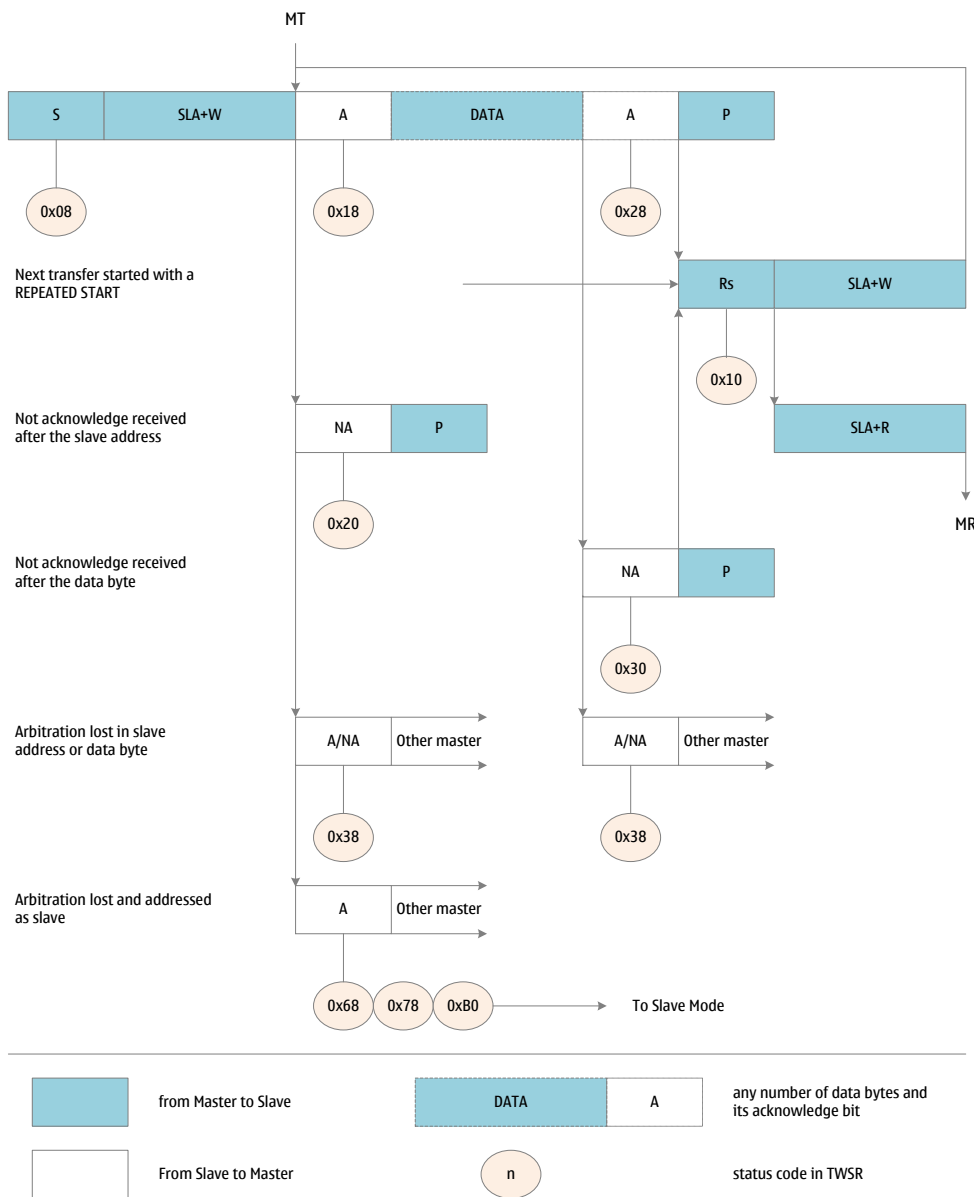 MT
S SLA+W A DATA A P
0x08 0x18 0x28
Next transfer started with a
REPEATED START
Rs SLA+W
0x10
Not acknowledge received
after the slave address
NA P
SLA+R
0x20
MR
Not acknowledge received
after the data byte
NA P
0x30
Arbitration lost in slave
address or data byte
A/NA Other master
A/NA Other master
0x38 0x38
Arbitration lost and addressed
as slave
A Other master
0x68 0x78 0xB0 To Slave Mode
from Master to Slave
DATA A
any number of data bytes and
its acknowledge bit
From Slave to Master
n
status code in TWSR